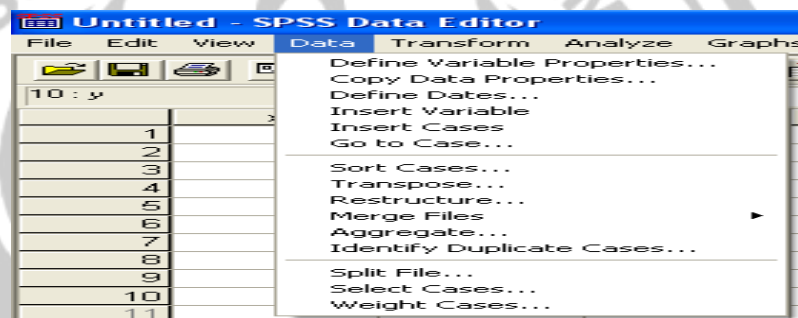 Untitled - SPSS Data Editor
File Edit View Data Transform Analyze Graphs
10 : y
Define Variable Properties...
Copy Data Properties...
Define Dates...
Insert Variable
Insert Cases
Go to Case...
Sort Cases...
Transpose...
Restructure...
Merge Files
Aggregate...
Identify Duplicate Cases...
Split File...
Select Cases...
Weight Cases...
1
2
3
4
5
6
7
8
9
10
11